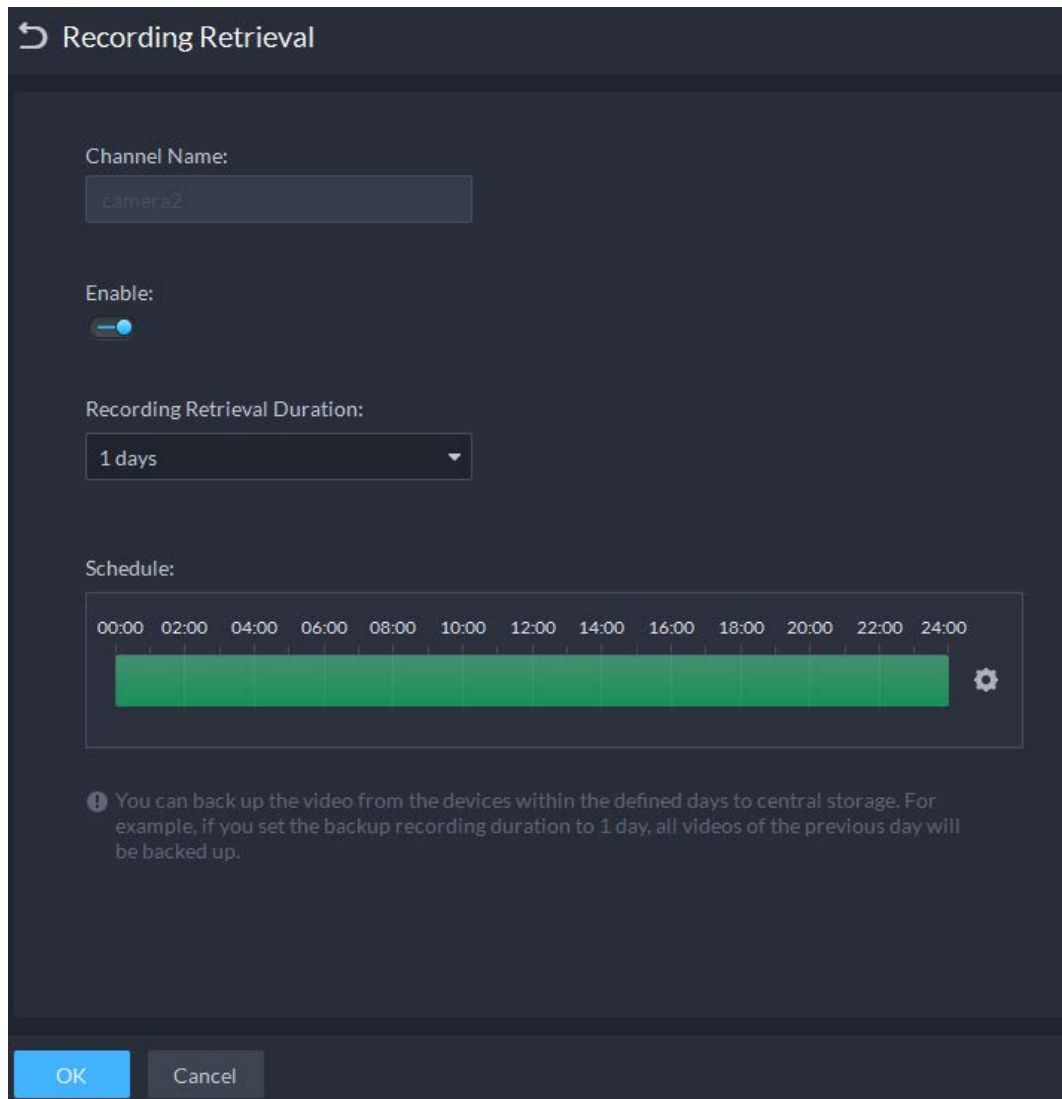 Recording Retrieval
Channel Name:
camera2
Enable:
Recording Retrieval Duration:
1 days
Schedule:
00:00 02:00 04:00 06:00 08:00 10:00 12:00 14:00 16:00 18:00 20:00 22:00 24:00
You can back up the video from the devices within the defined days to central storage. For
example, if you set the backup recording duration to 1 day, all videos of the previous day will
be backed up.
OK Cancel